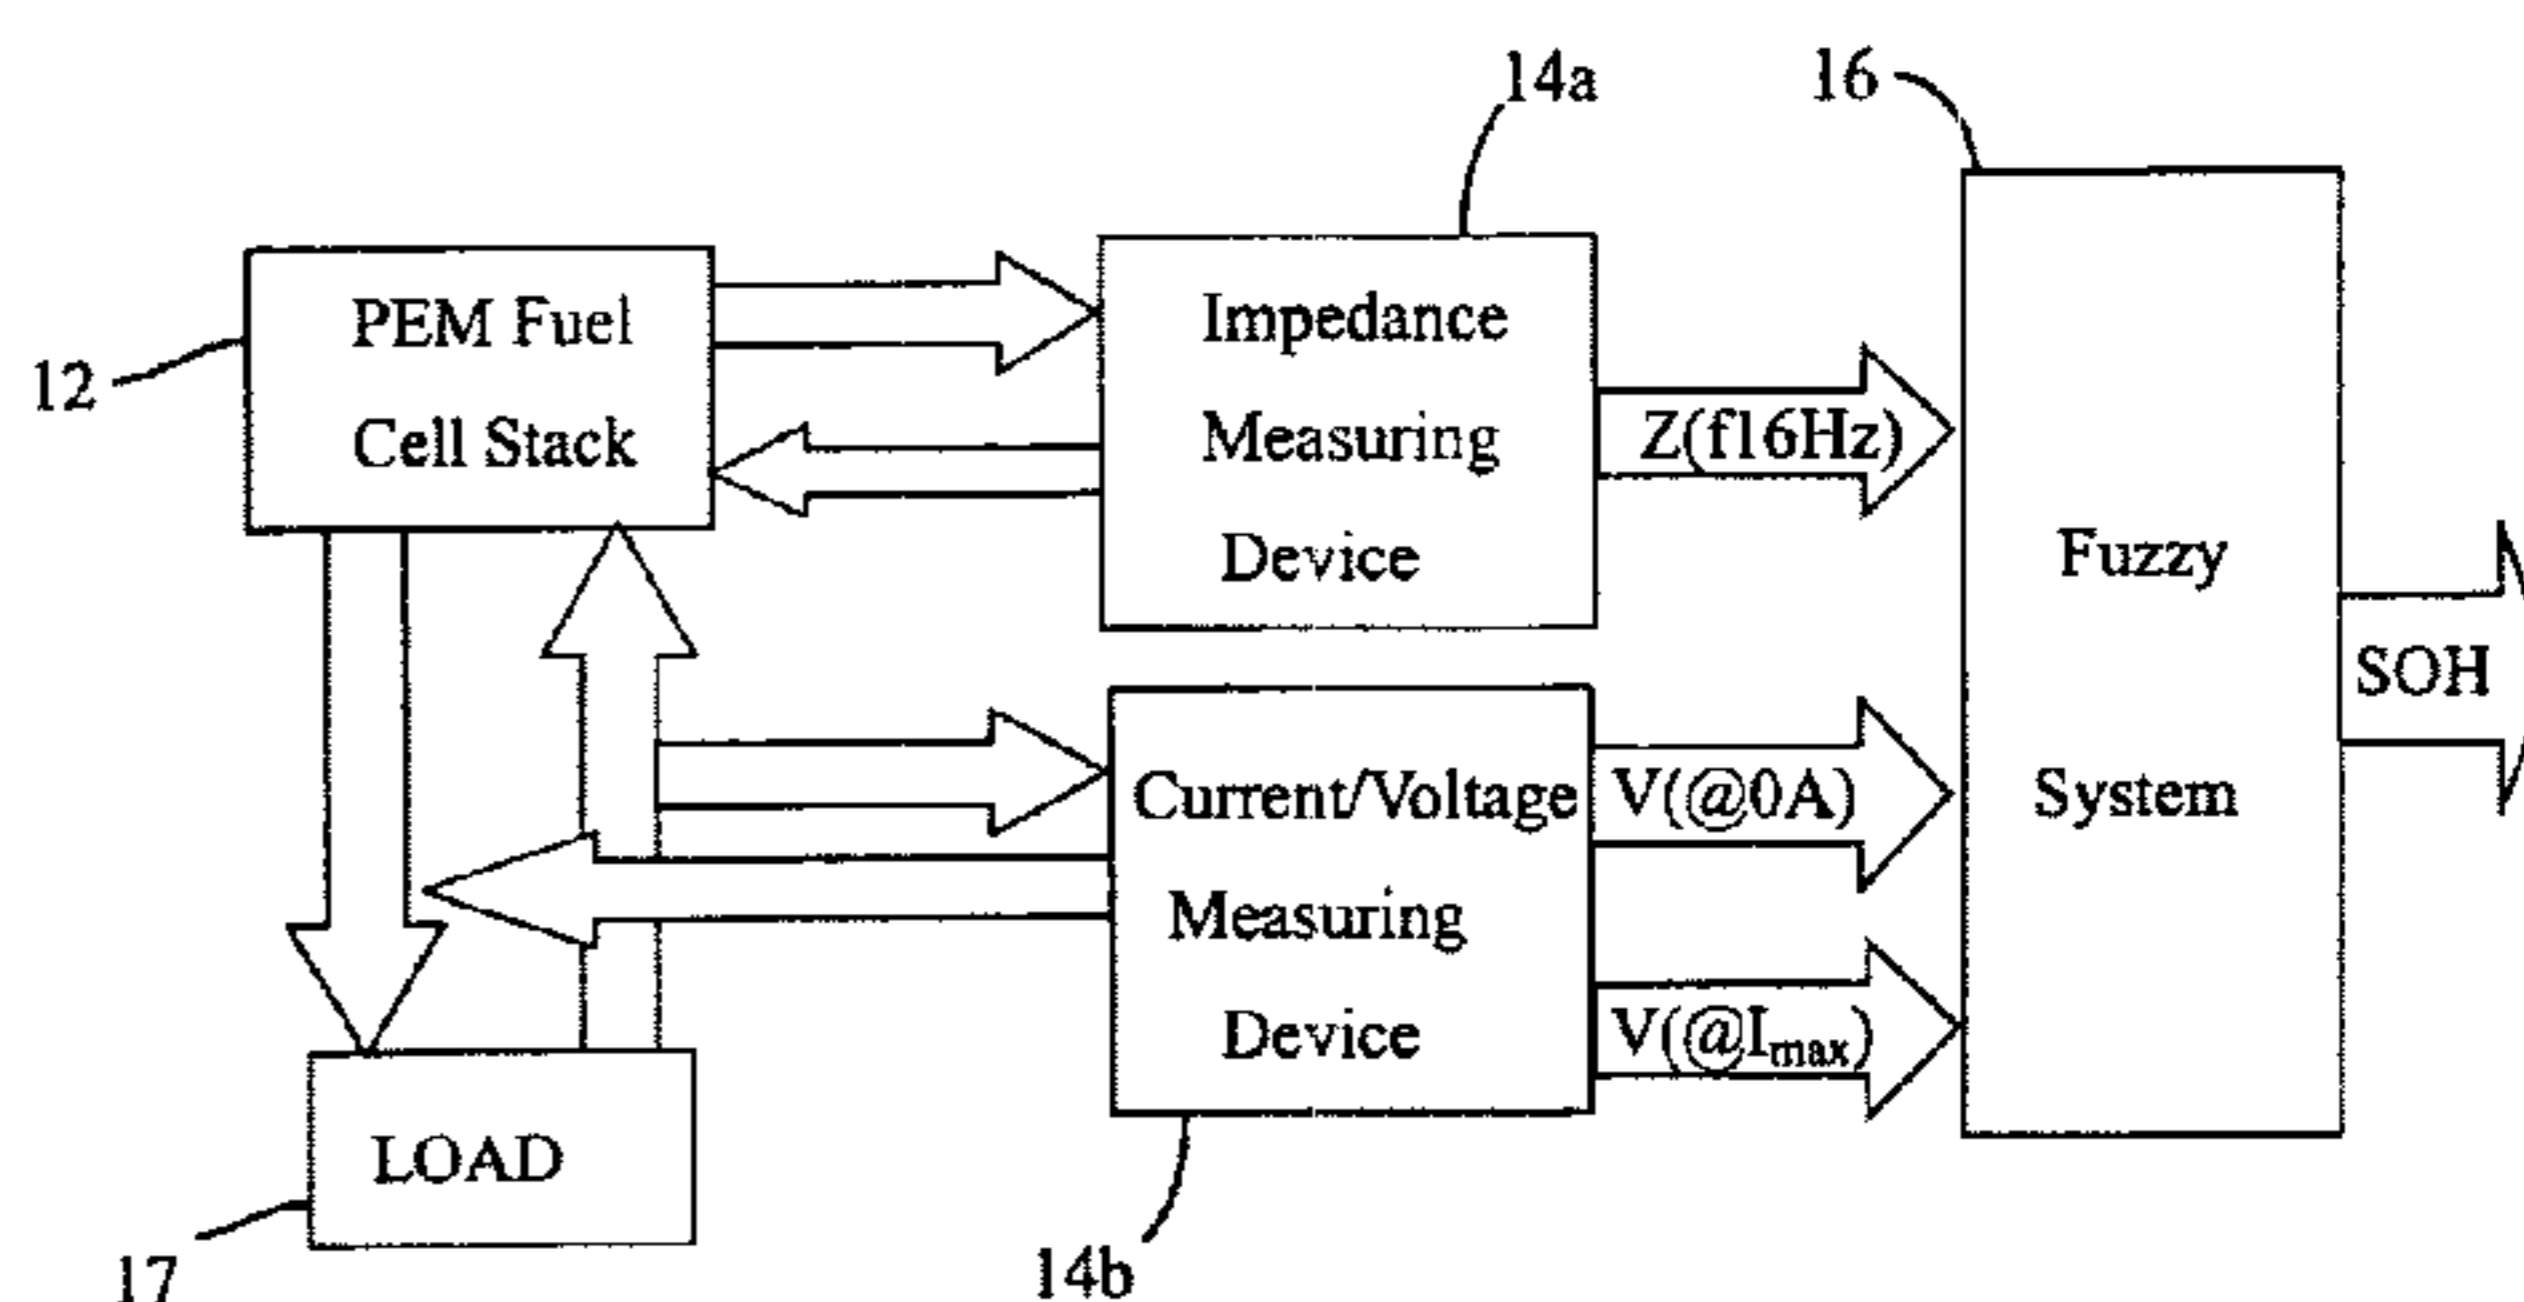 14a
16
12
PEM Fuel
Cell Stack
Impedance
Measuring
Device
Z(f16Hz)
Fuzzy
System
SOH
Current/Voltage
Measuring
Device
V(@0A)
V(@Imax)
LOAD
17
14b